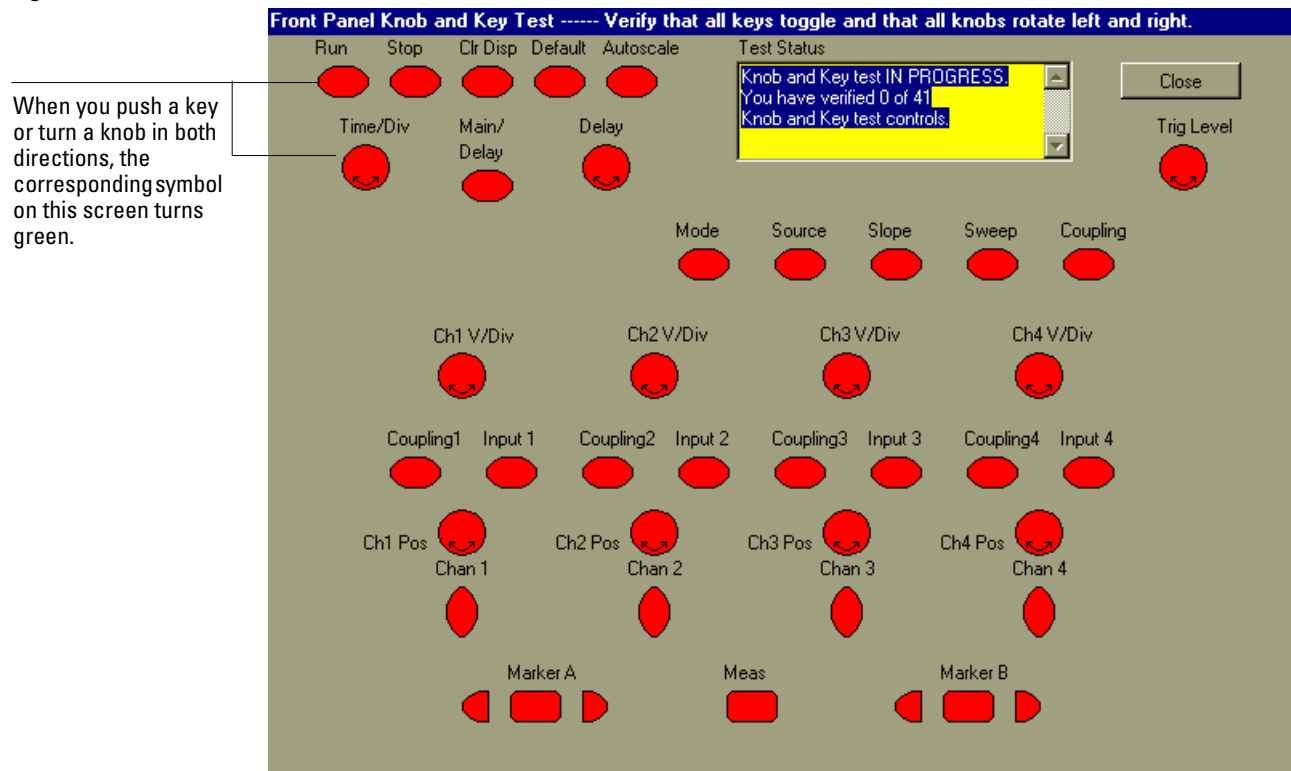 Front Panel Knob and Key Test ------ Verify that all keys toggle and that all knobs rotate left and right.
Run Stop Clr Disp Default Autoscale Test Status
Knob and Key test IN PROGRESS.
You have verified 0 of 41
Knob and Key test controls.
Close
When you push a key
or turn a knob in both
directions, the
corresponding symbol
on this screen turns
green.
Time/Div Main/ Delay Trig Level
Delay
Mode Source Slope Sweep Coupling
Ch1 V/Div Ch2 V/Div Ch3 V/Div Ch4 V/Div
Coupling1 Input 1 Coupling2 Input 2 Coupling3 Input 3 Coupling4 Input 4
Ch1 Pos Ch2 Pos Ch3 Pos Ch4 Pos
Chan 1 Chan 2 Chan 3 Chan 4
Marker A Meas Marker B